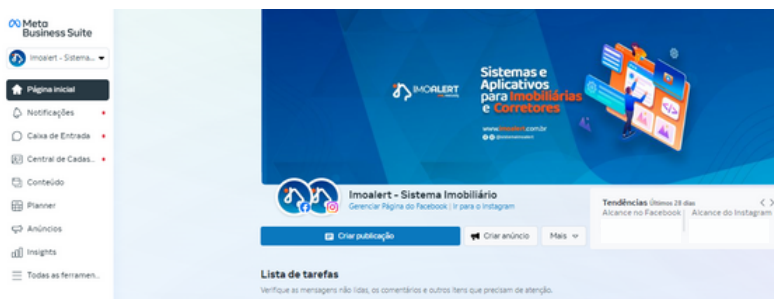 Meta
Business Suite
Imoalert - Sistema...
Página inicial
Notificações
Caixa de Entrada
Central de Cadas...
Conteúdo
Planner
Anúncios
Insights
Todas as ferramen...
IMOALERT
Sistemas e
Aplicativos
para Imobiliárias
e Corretores
www.imoalert.com.br
@sistemaimoalert
Imoalert - Sistema Imobiliário
Gerenciar Página do Facebook | Ir para o Instagram
Criar publicação
Criar anúncio
Mais
Tendências Últimos 28 dias
Alcance no Facebook
Alcance do Instagram
Lista de tarefas
Verifique as mensagens não lidas, os comentários e outros itens que precisam de atenção.